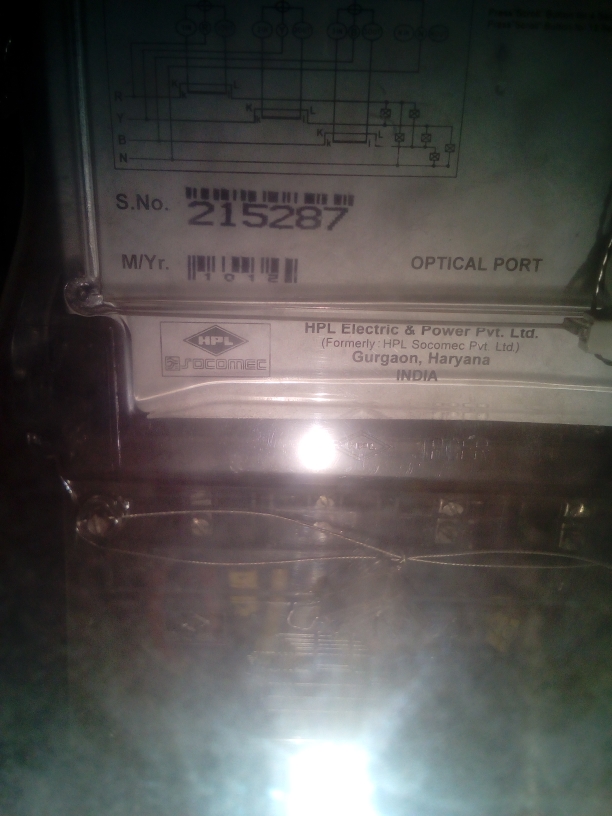 K L
R
Y K L
B K L
N
S.No. 215287
M/Yr. 1012
OPTICAL PORT
HPL
socomec
HPL Electric & Power Pvt. Ltd.
(Formerly : HPL Socomec Pvt. Ltd.)
Gurgaon, Haryana
INDIA